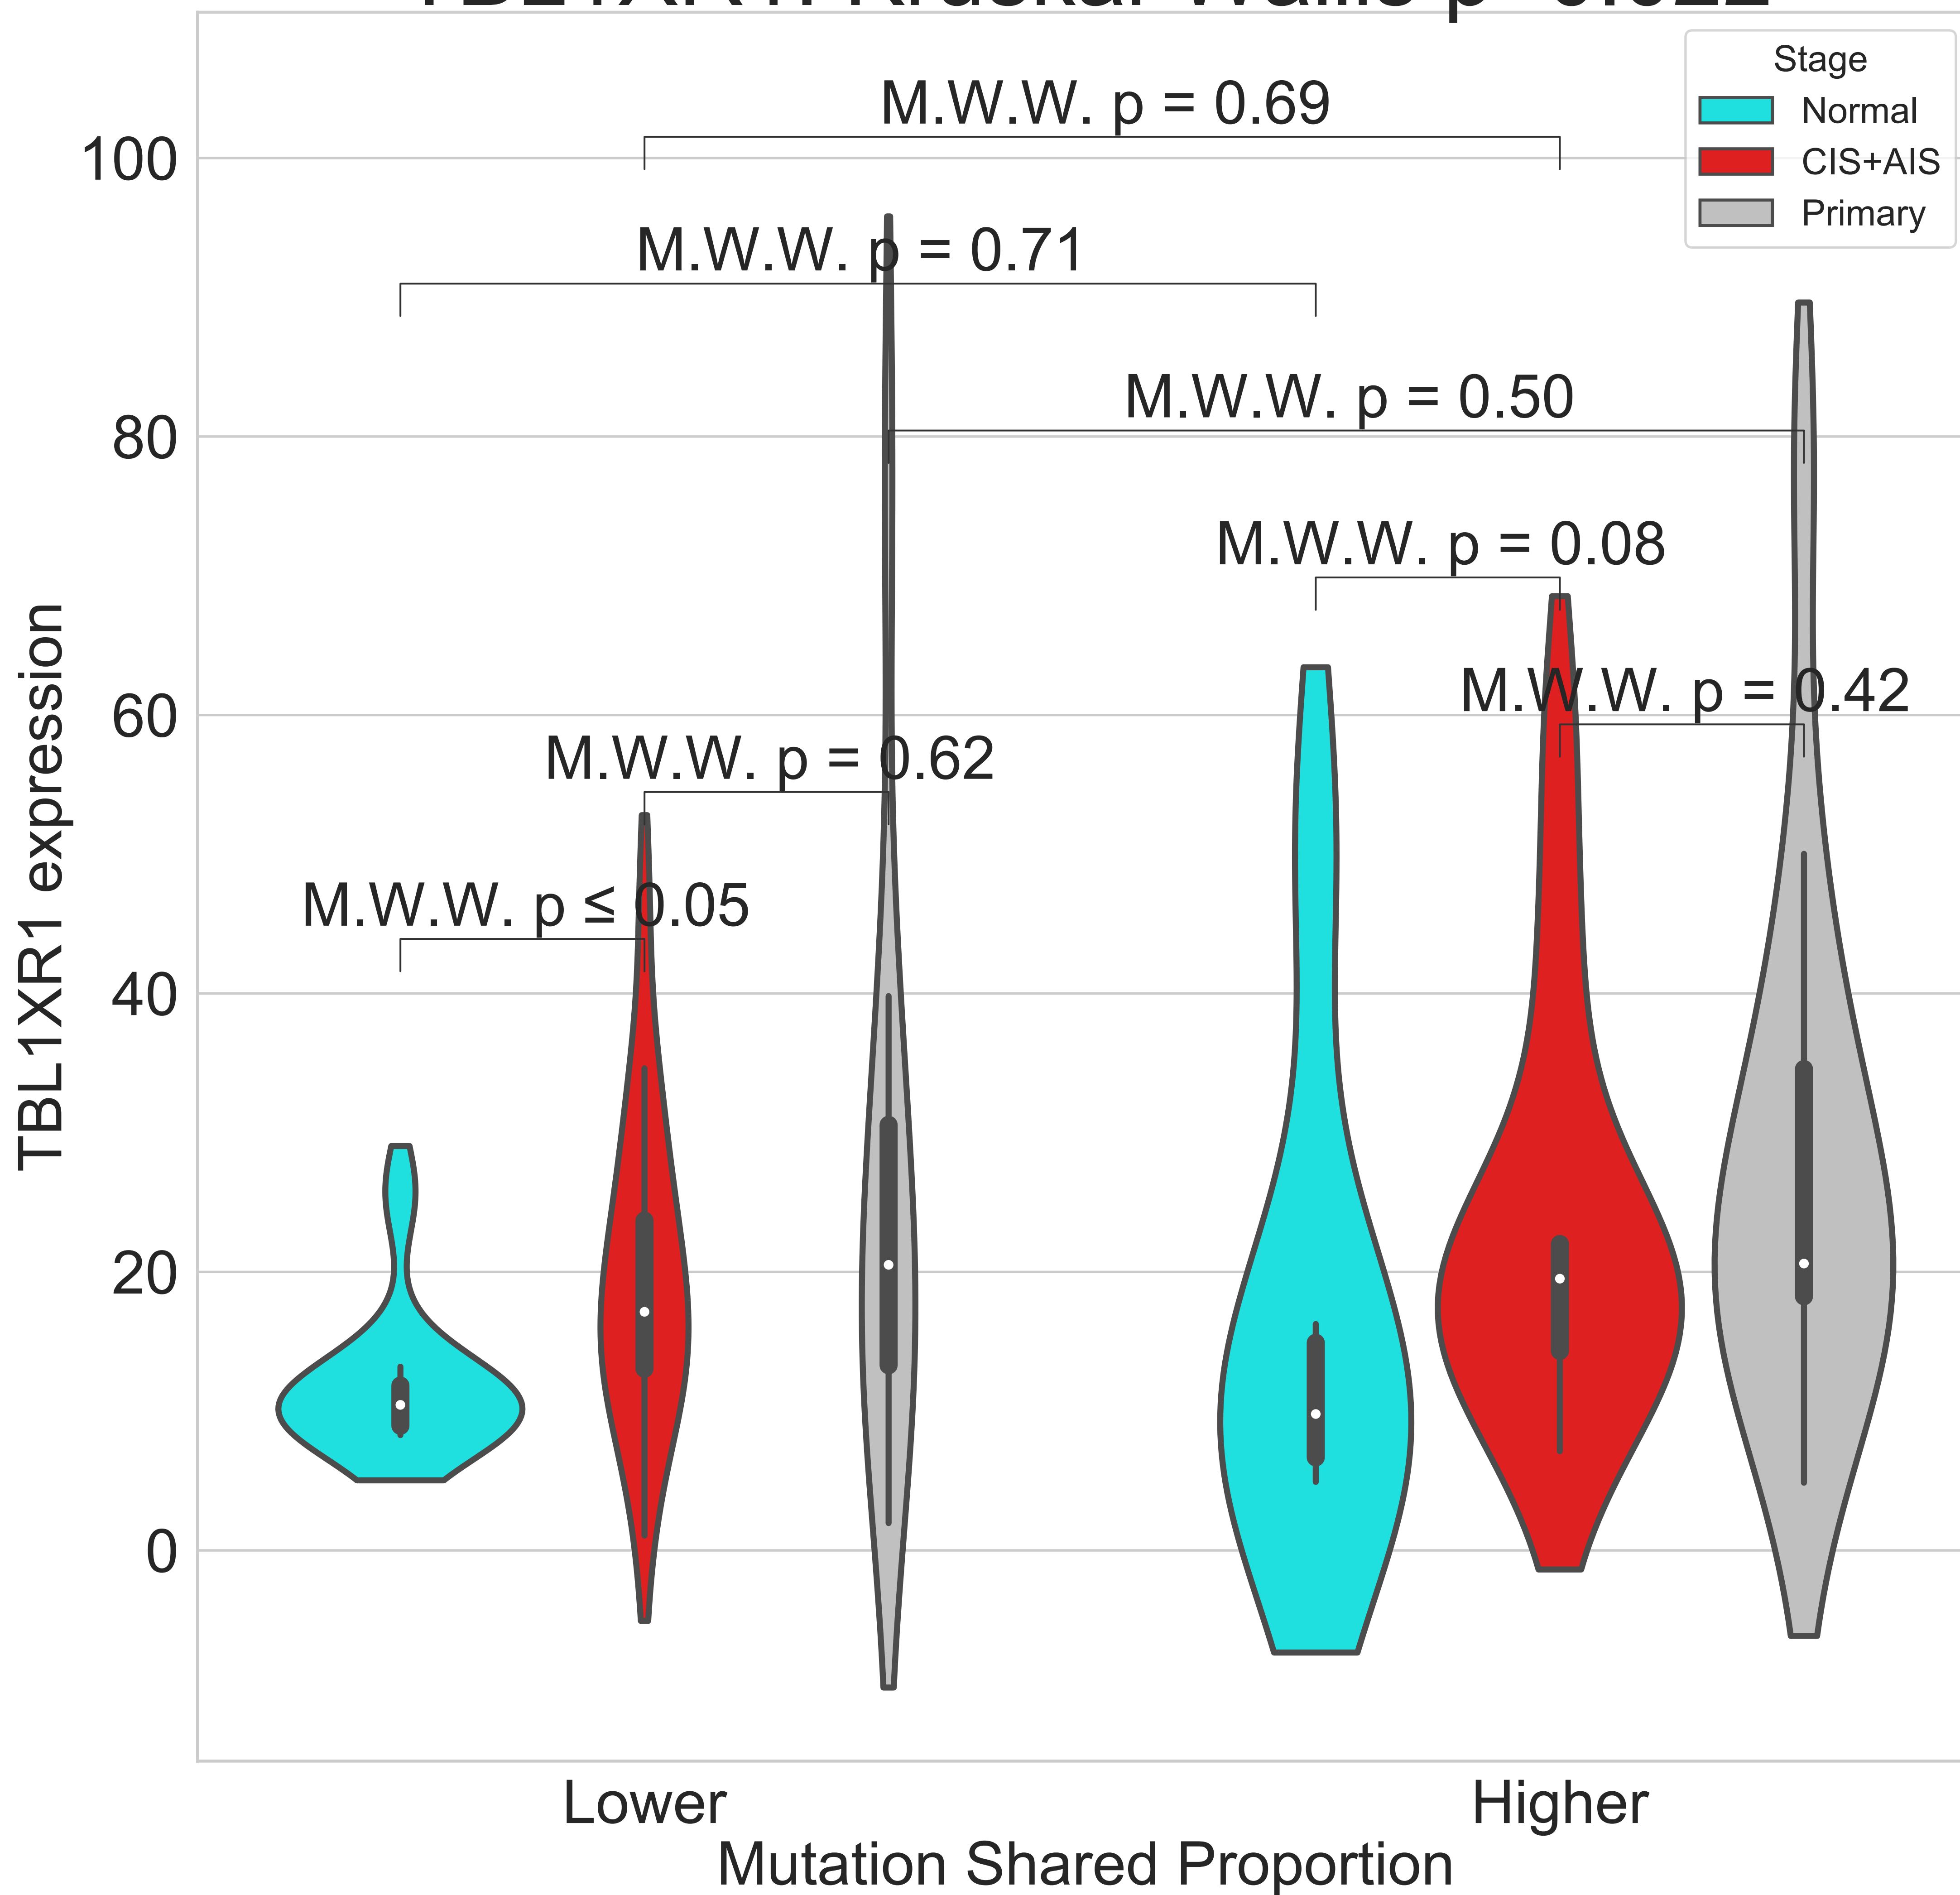 Stage
Normal
CIS+AIS
Primary
M.W.W. p = 0.69
M.W.W. p = 0.71
M.W.W. p = 0.50
M.W.W. p = 0.08
M.W.W. p = 0.42
M.W.W. p = 0.62
M.W.W. p ≤ 0.05
100
80
60
40
20
0
TBL1XR1 expression
Lower
Higher
Mutation Shared Proportion